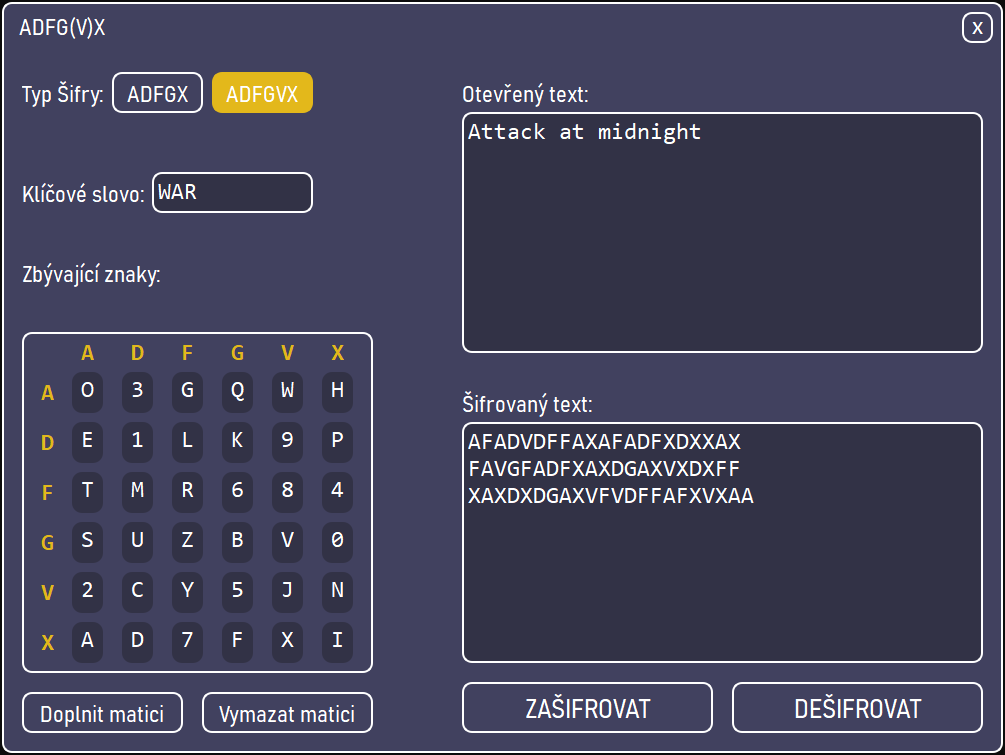 ADFG(V)X
X
Typ Šifry: ADFGX ADFGVX
Klíčové slovo: WAR
Zbývající znaky:
A D F G V X
A O 3 G Q W H
D E 1 L K 9 P
F T M R 6 8 4
G S U Z B V 0
V 2 C Y 5 J N
X A D 7 F X I
Doplnit matici
Vymazat matici
Otevřený text:
Attack at midnight
Šifrovaný text:
AFADVDFFAXAFADFXDXXAX
FAVGFADFXAXDGAXVXDXFF
XAXDXDGAXVFVDFFAFXVXAA
ZAŠIFROVAT
DEŠIFROVAT